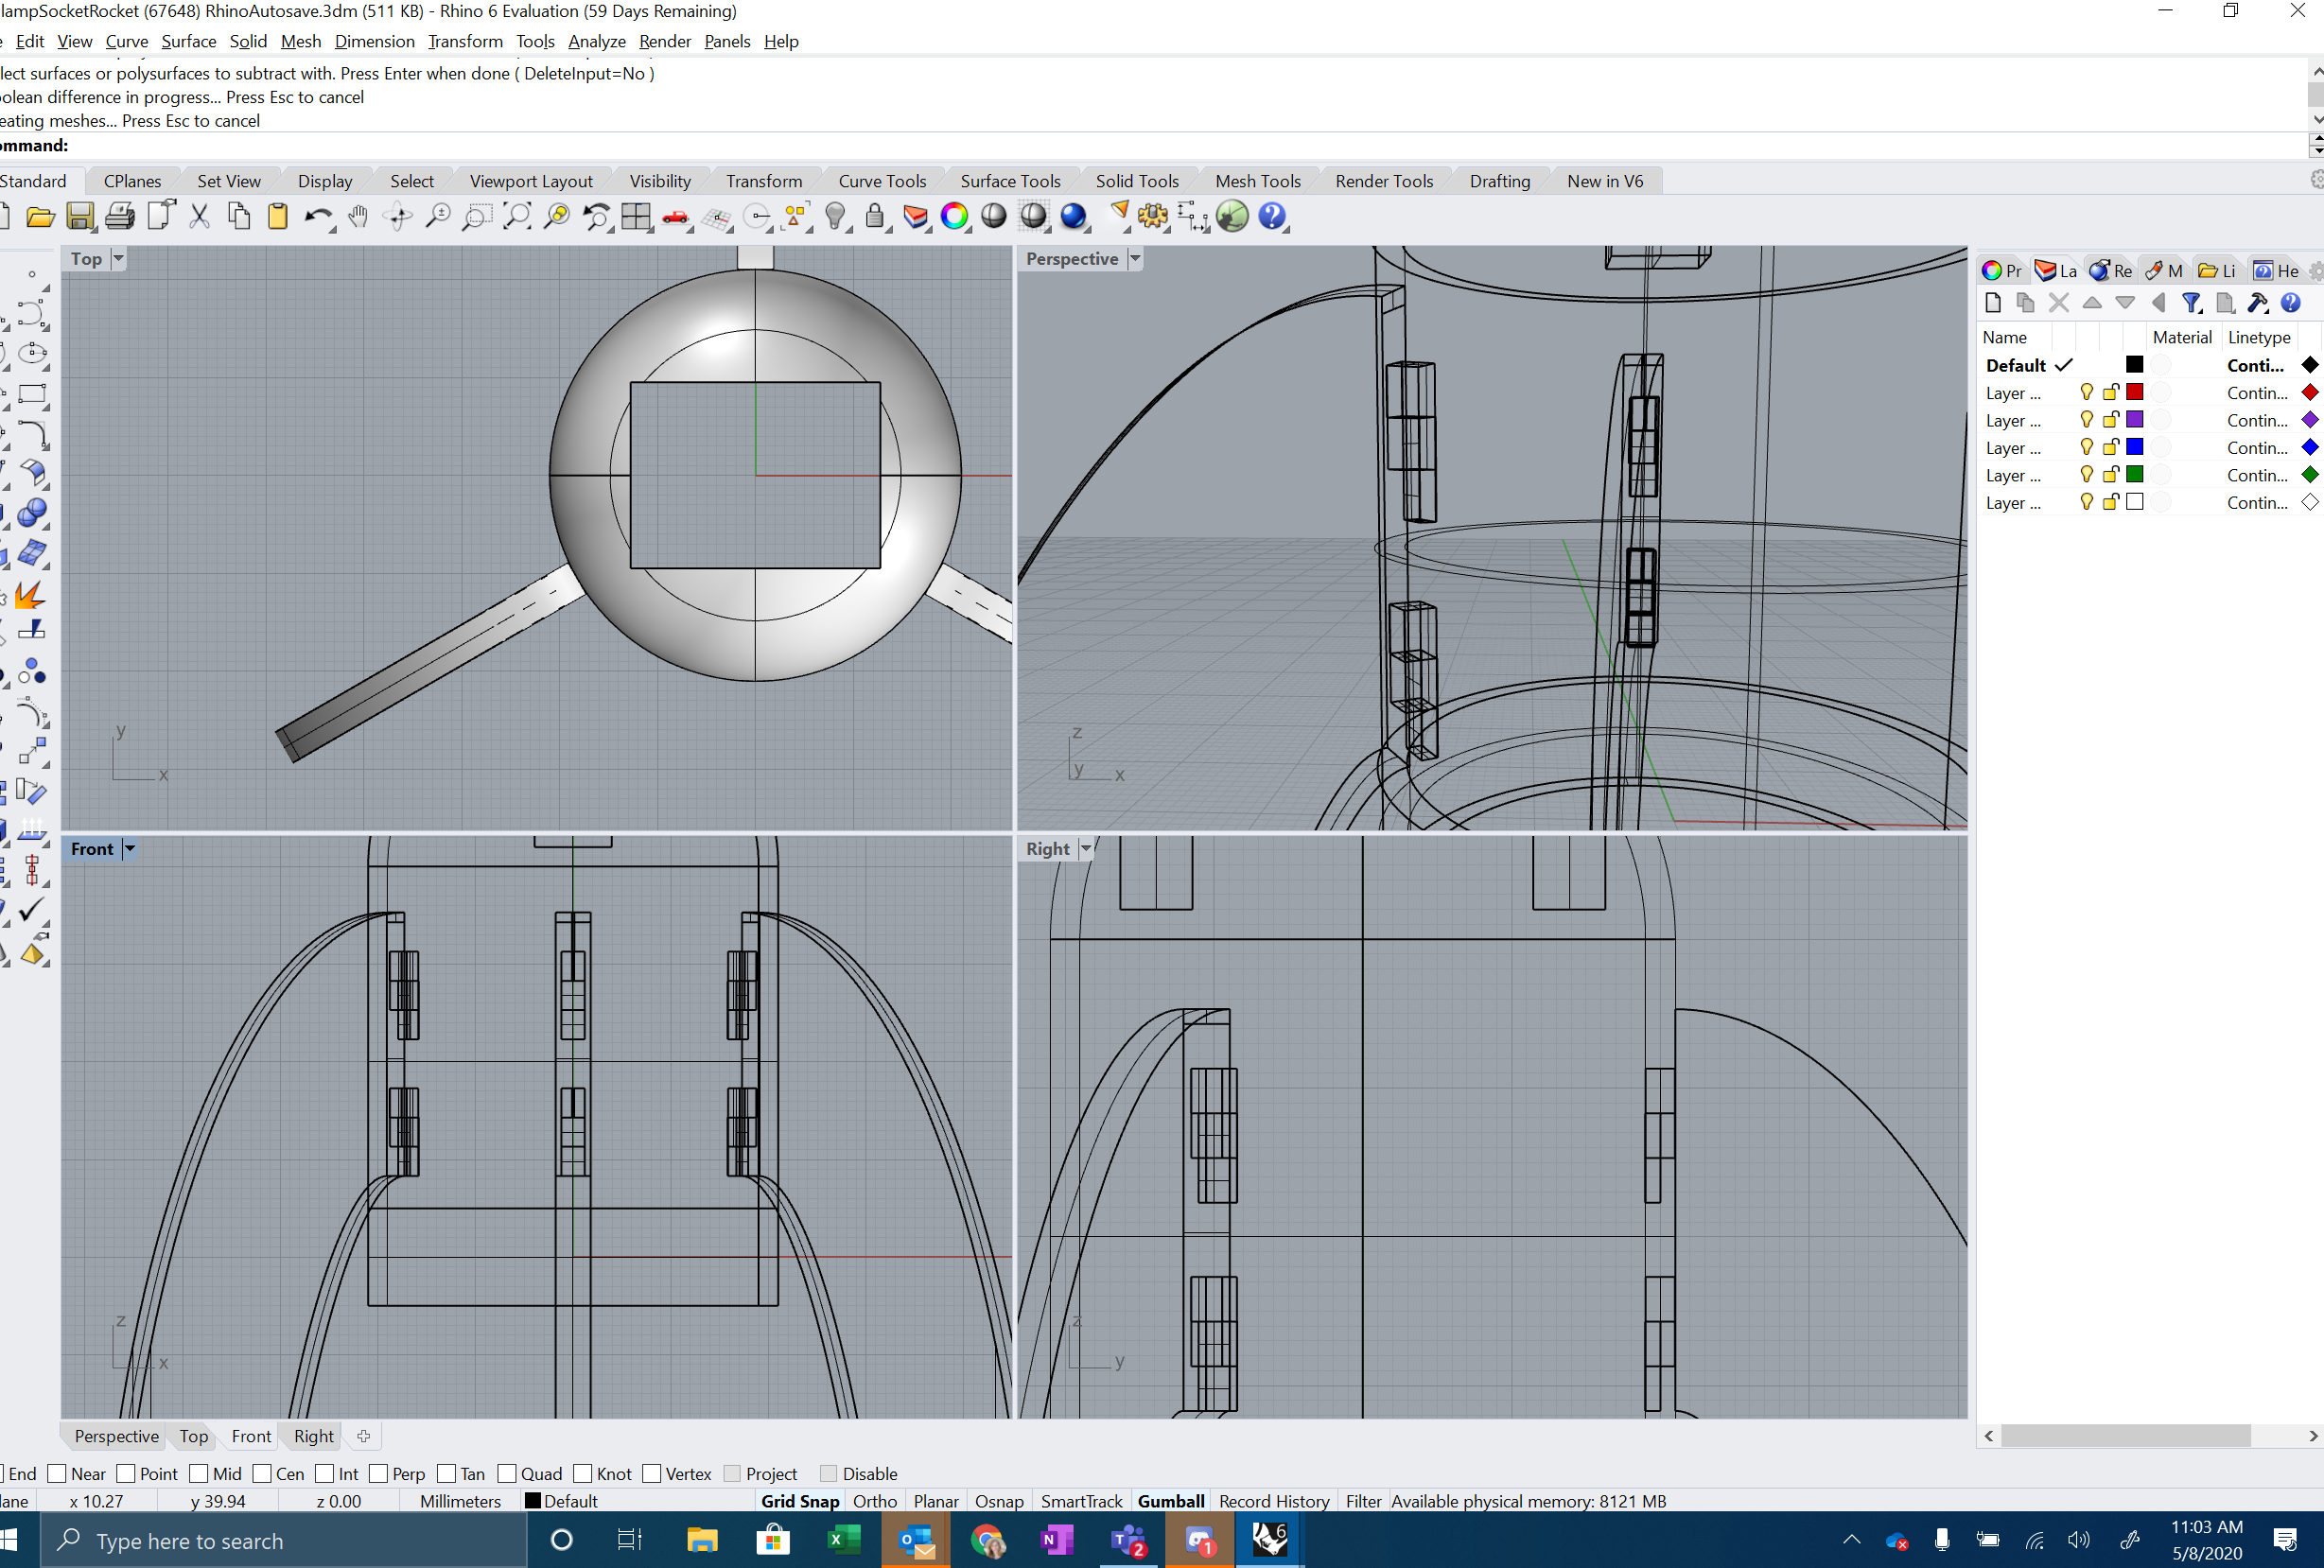 lampSocketRocket (67648) RhinoAutosave.3dm (511 KB) - Rhino 6 Evaluation (59 Days Remaining)
e Edit View Curve Surface Solid Mesh Dimension Transform Tools Analyze Render Panels Help
lect surfaces or polysurfaces to subtract with. Press Enter when done ( DeleteInput=No )
olean difference in progress... Press Esc to cancel
eating meshes... Press Esc to cancel
ommand:
Standard CPlanes Set View Display Select Viewport Layout Visibility Transform Curve Tools Surface Tools Solid Tools Mesh Tools Render Tools Drafting New in V6
Top
y
x
Perspective
z
y
x
Front
z
x
Right
z
y
Pr La Re M Li He
Name Material Linetype
Default Conti...
Layer ... Contin...
Layer ... Contin...
Layer ... Contin...
Layer ... Contin...
Layer ... Contin...
Perspective Top Front Right
End Near Point Mid Cen Int Perp Tan Quad Knot Vertex Project Disable
lane x 10.27 y 39.94 z 0.00 Millimeters Default Grid Snap Ortho Planar Osnap SmartTrack Gumball Record History Filter Available physical memory: 8121 MB
Type here to search
X
O
N
T
2
1
6
11:03 AM
5/8/2020